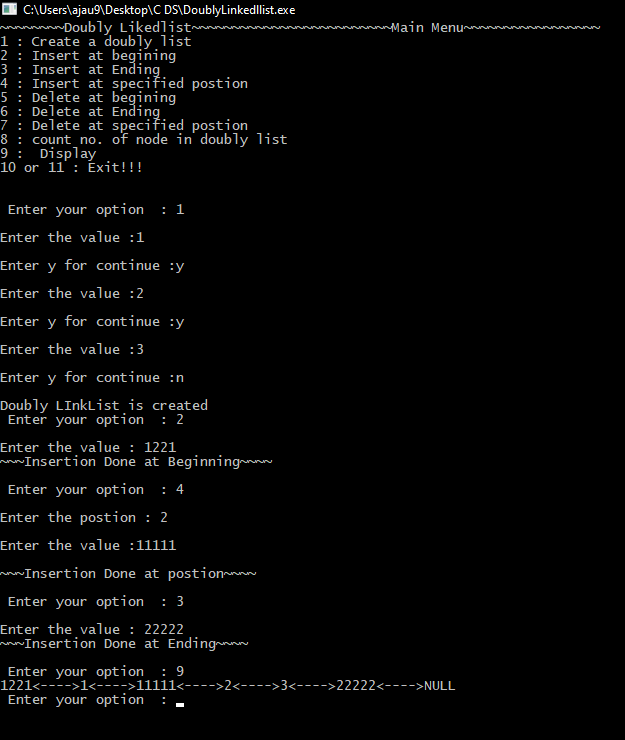 C:\Users\ajau9\Desktop\C DS\DoublyLinkedllist.exe
~~~~~~~~Doubly Likedlist~~~~~~~~~~~~~~~~~~~~~~~~~Main Menu~~~~~~~~~~~~~~~~~
1 : Create a doubly list
2 : Insert at begining
3 : Insert at Ending
4 : Insert at specified postion
5 : Delete at begining
6 : Delete at Ending
7 : Delete at specified postion
8 : count no. of node in doubly list
9 :  Display
10 or 11 : Exit!!!
Enter your option  : 1
Enter the value :1
Enter y for continue :y
Enter the value :2
Enter y for continue :y
Enter the value :3
Enter y for continue :n
Doubly LInkList is created
Enter your option  : 2
Enter the value : 1221
~~~Insertion Done at Beginning~~~~
Enter your option  : 4
Enter the postion : 2
Enter the value :11111
~~~Insertion Done at postion~~~~
Enter your option  : 3
Enter the value : 22222
~~~Insertion Done at Ending~~~~
Enter your option  : 9
1221<---->1<---->11111<---->2<---->3<---->22222<---->NULL
Enter your option  :